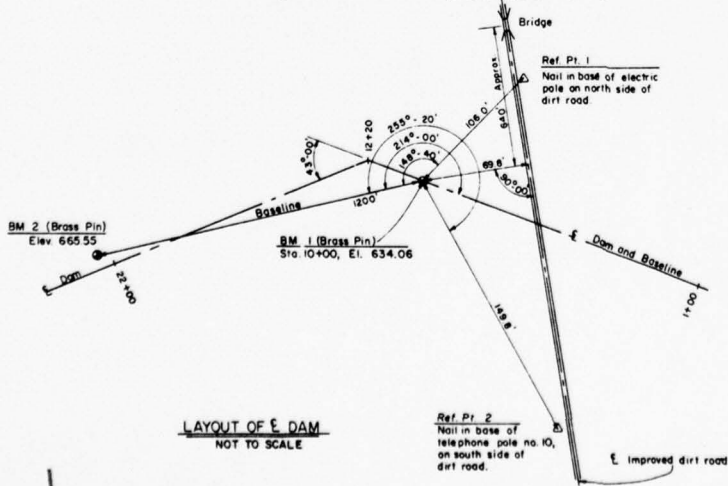 Bridge
Ref. Pt. 1
Nail in base of electric
pole on north side of
dirt road.
Approx
640'
106.0'
255°-20'
214°-00'
148°-40'
12+20
43°-00'
69.8'
90°00'
1200'
Baseline
BM 2 (Brass Pin)
Elev. 665.55
BM 1 (Brass Pin)
Sta. 10+00, El. 634.06
℄ Dam and Baseline
℄ Dam
22+00
1+00
149.8'
LAYOUT OF ℄ DAM
NOT TO SCALE
Ref. Pt. 2
Nail in base of
telephone pole no. 10,
on south side of
dirt road.
℄ Improved dirt road